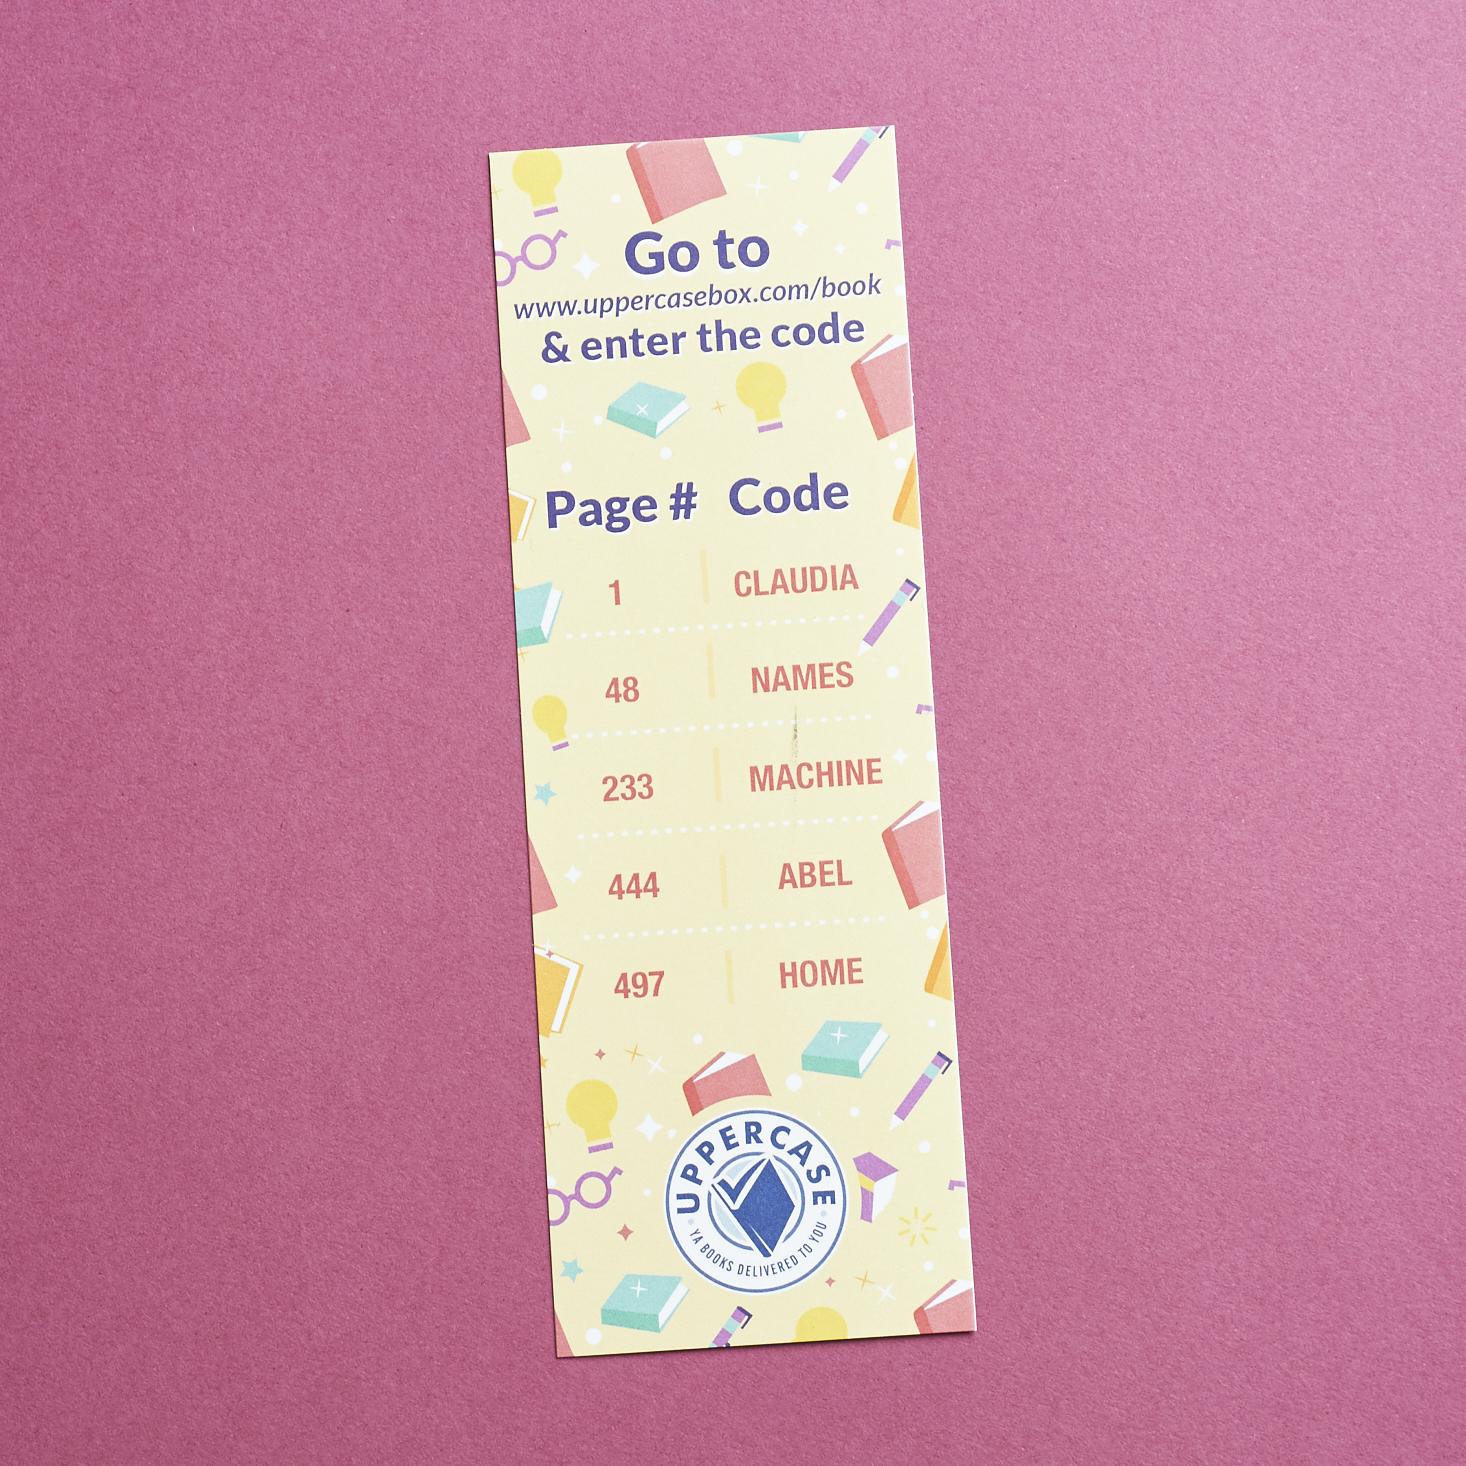 Go to
www.uppercasebox.com/book
& enter the code
Page # Code
1 CLAUDIA
48 NAMES
233 MACHINE
444 ABEL
497 HOME
UPPERCASE
YA BOOKS DELIVERED TO YOU